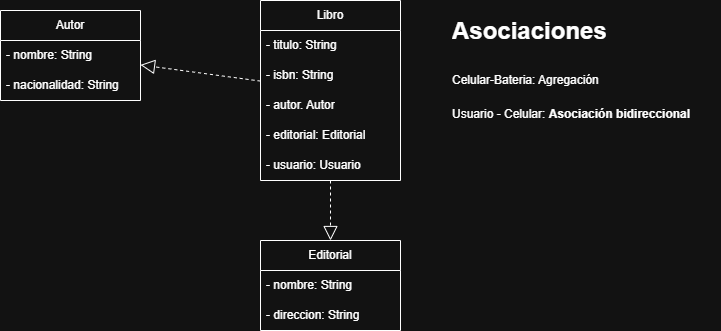 Autor
- nombre: String
- nacionalidad: String
Libro
- titulo: String
- isbn: String
- autor. Autor
- editorial: Editorial
- usuario: Usuario
Editorial
- nombre: String
- direccion: String
Asociaciones
Celular-Bateria: Agregación
Usuario - Celular: Asociación bidireccional